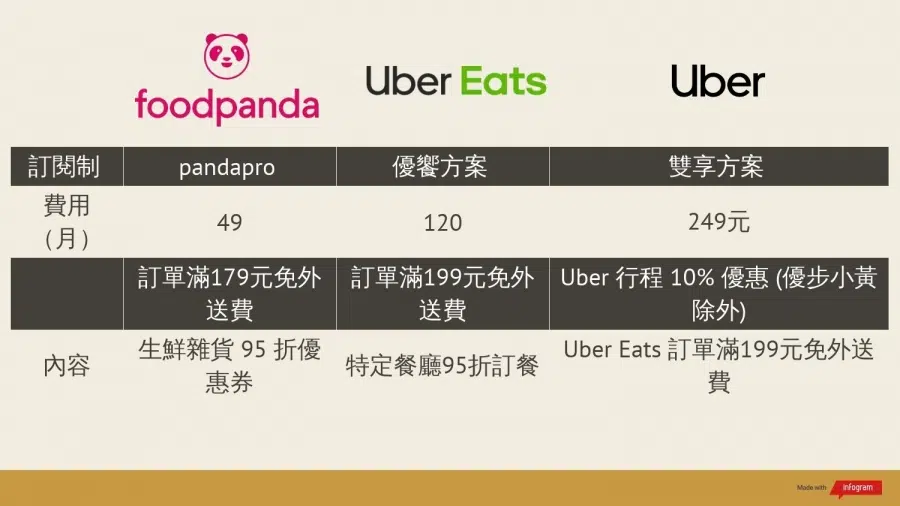 foodpanda
Uber Eats
Uber
訂閱制 pandapro 優饗方案 雙享方案
費用
（月） 49 120 249元
訂單滿179元免外
送費
訂單滿199元免外
送費
Uber 行程 10% 優惠 (優步小黃
除外)
內容
生鮮雜貨 95 折優
惠券
特定餐廳95折訂餐
Uber Eats 訂單滿199元免外送
費
Made with infogram